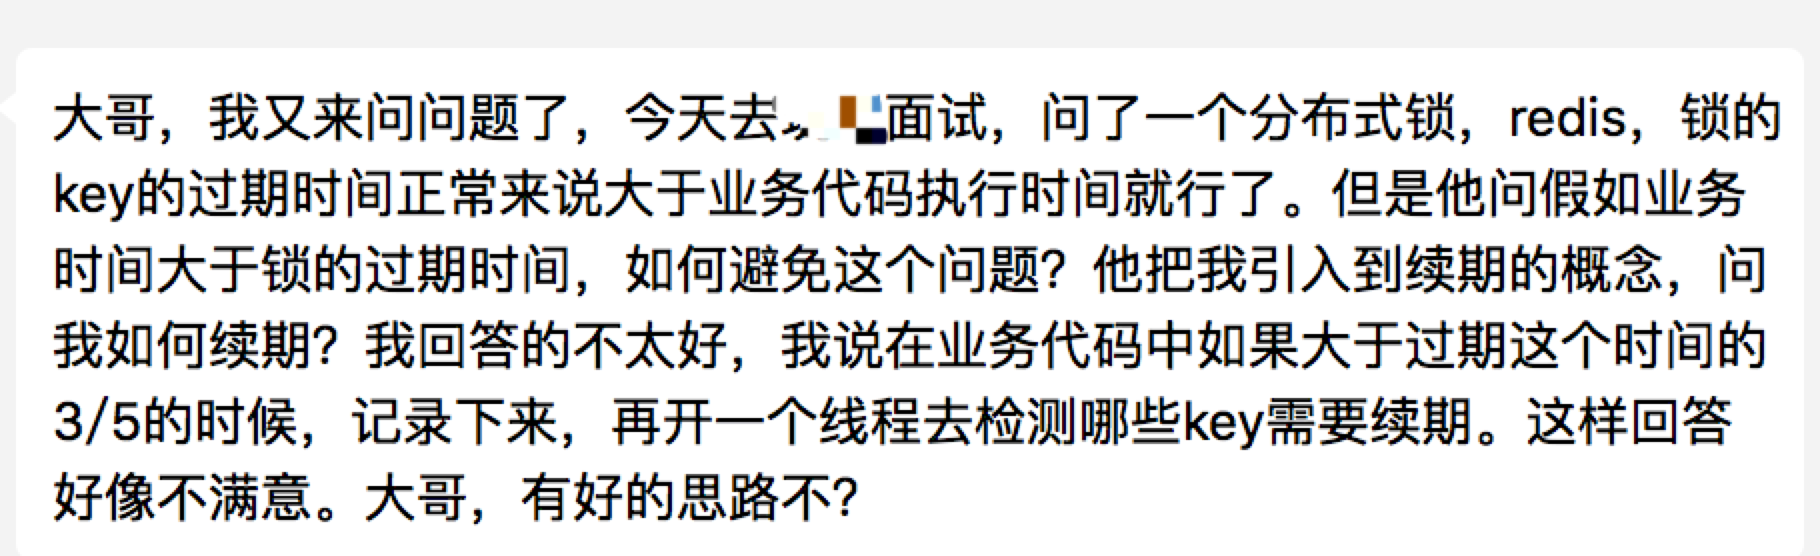 大哥，我又来问问题了，今天去面试，问了一个分布式锁，redis，锁的
key的过期时间正常来说大于业务代码执行时间就行了。但是他问假如业务
时间大于锁的过期时间，如何避免这个问题？他把我引入到续期的概念，问
我如何续期？我回答的不太好，我说在业务代码中如果大于过期这个时间的
3/5的时候，记录下来，再开一个线程去检测哪些key需要续期。这样回答
好像不满意。大哥，有好的思路不？